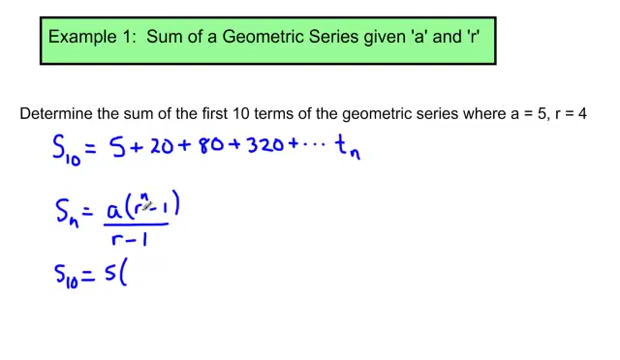 Example 1: Sum of a Geometric Series given 'a' and 'r'
Determine the sum of the first 10 terms of the geometric series where a = 5, r = 4
S₁₀ = 5 + 20 + 80 + 320 + ··· tₙ
Sₙ = a(rⁿ - 1)
r - 1
S₁₀ = 5(